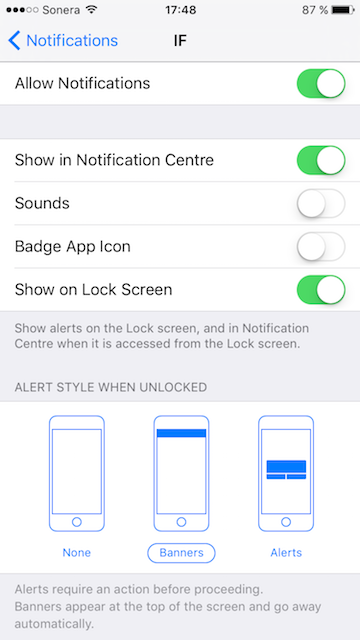 Sonera 17:48 87 %
Notifications IF
Allow Notifications
Show in Notification Centre
Sounds
Badge App Icon
Show on Lock Screen
Show alerts on the Lock screen, and in Notification
Centre when it is accessed from the Lock screen.
ALERT STYLE WHEN UNLOCKED
None Banners Alerts
Alerts require an action before proceeding.
Banners appear at the top of the screen and go away
automatically.